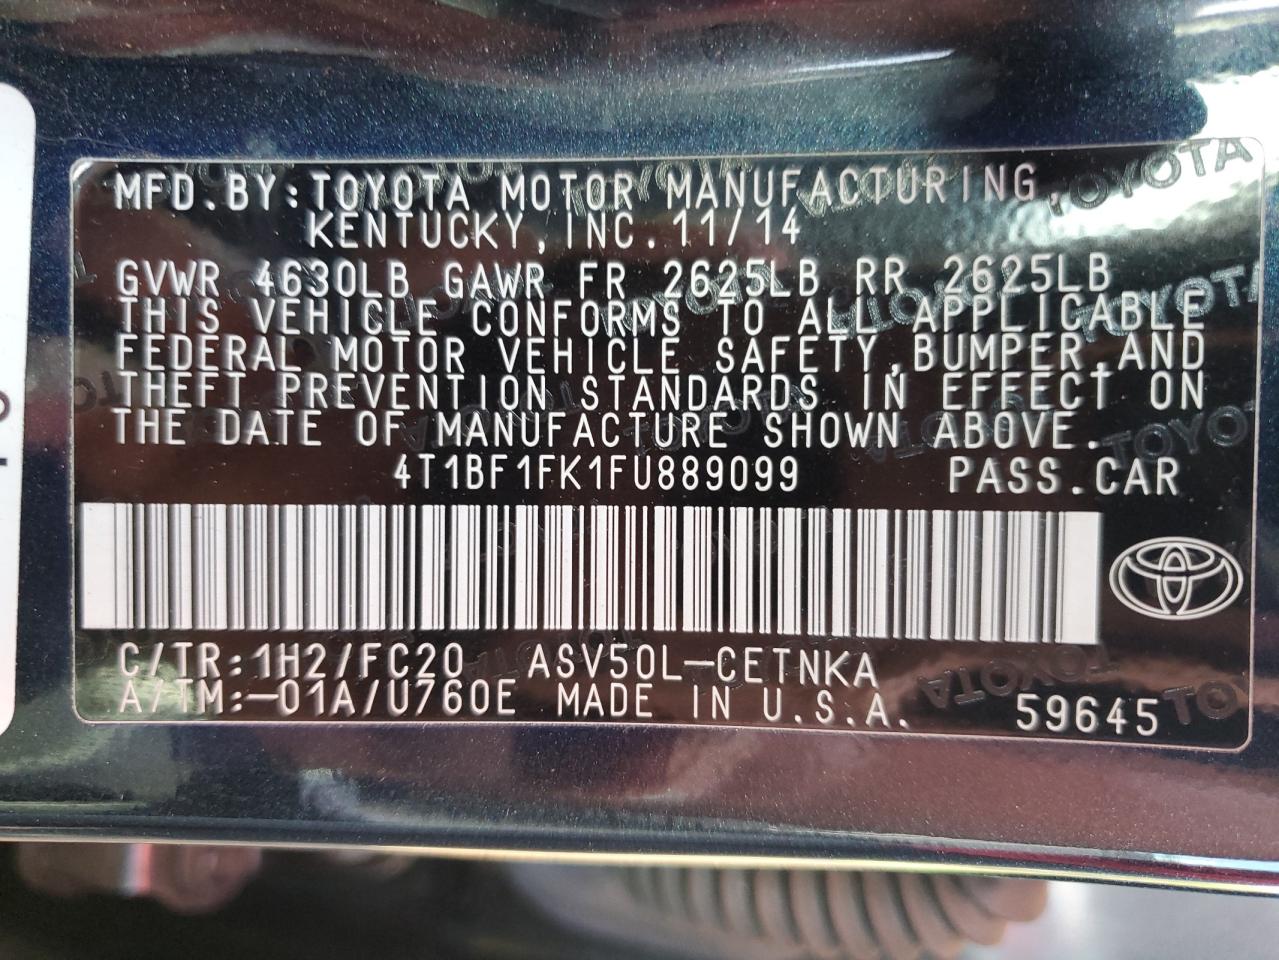 MFD.BY:TOYOTA MOTOR MANUFACTURING,
KENTUCKY, INC. 11/14
GVWR 4630LB GAWR FR 2625LB RR 2625LB
THIS VEHICLE CONFORMS TO ALL APPLICABLE
FEDERAL MOTOR VEHICLE SAFETY,BUMPER,AND
THEFT PREVENTION STANDARDS IN EFFECT ON
THE DATE OF MANUFACTURE SHOWN ABOVE.
4T1BF1FK1FU889099 PASS.CAR
C/TR:1H2/FC20 ASV50L-CETNKA
A/TM:-01A/U760E MADE IN U.S.A. 59645